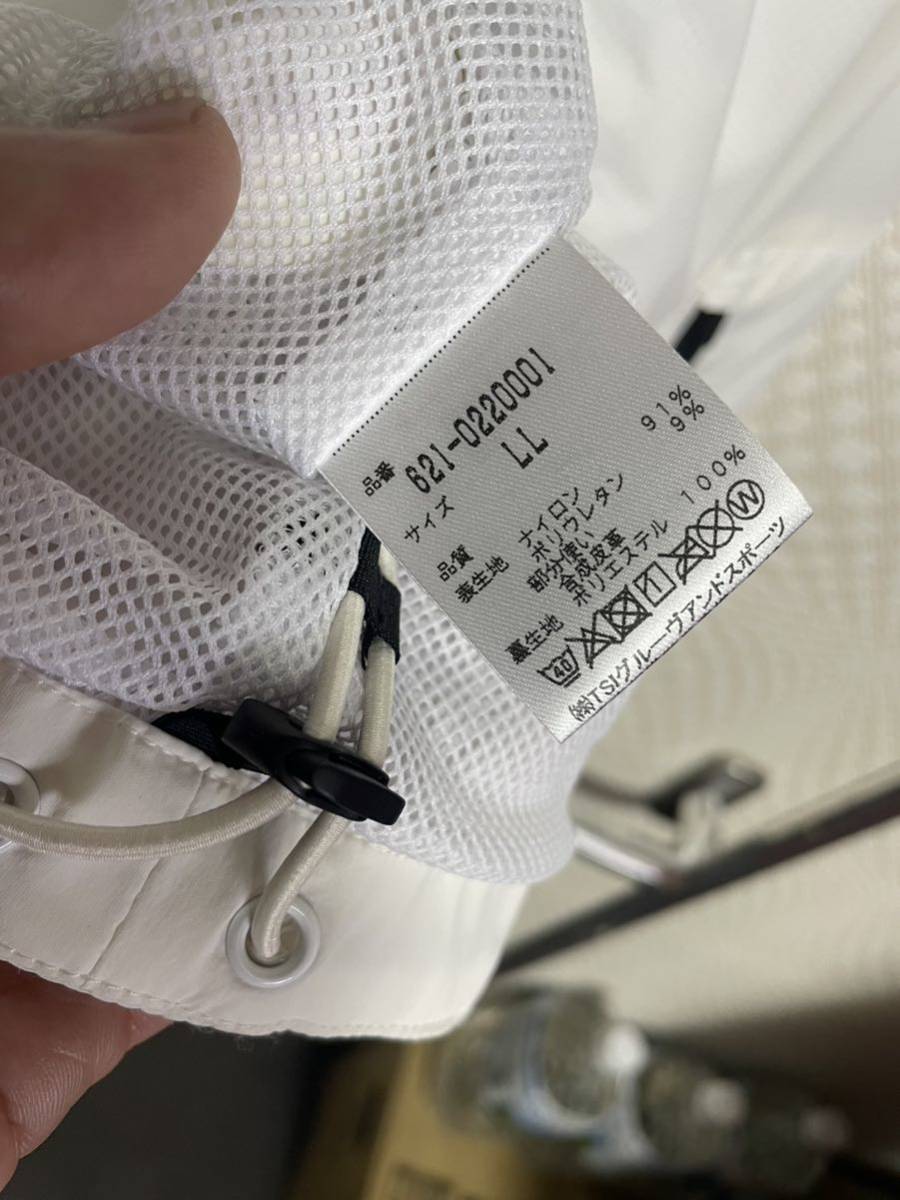 品番 621-0220001
サイズ LL
品質
表生地 ナイロン 91%
ポリウレタン 9%
部分使い
合成皮革
裏生地 ポリエステル 100%
40 1 W
㈱TSIグルーヴアンドスポーツ